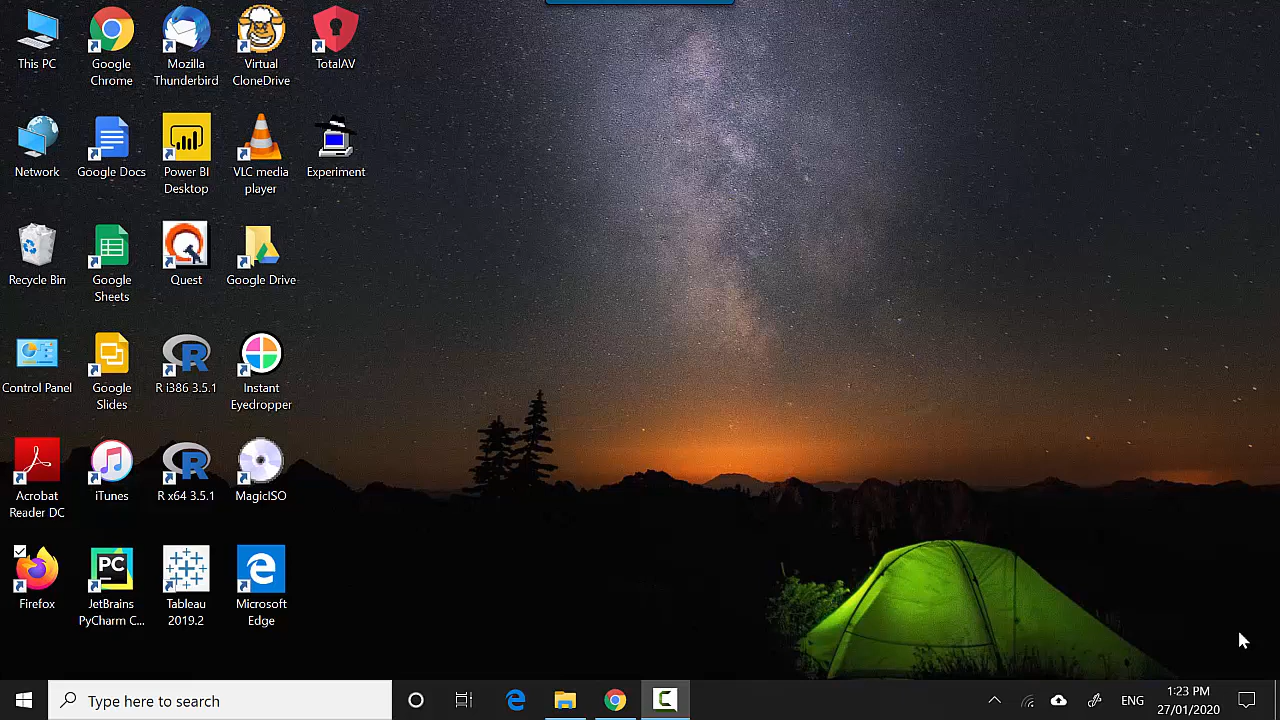 This PC
Google
Chrome
Mozilla
Thunderbird
Virtual
CloneDrive
TotalAV
Network
Google Docs
Power BI
Desktop
VLC media
player
Experiment
Recycle Bin
Google
Sheets
Quest
Google Drive
Control Panel
Google
Slides
R i386 3.5.1
Instant
Eyedropper
Acrobat
Reader DC
iTunes
R x64 3.5.1
MagicISO
Firefox
PC
JetBrains
PyCharm C...
Tableau
2019.2
Microsoft
Edge
Type here to search
ENG
1:23 PM
27/01/2020